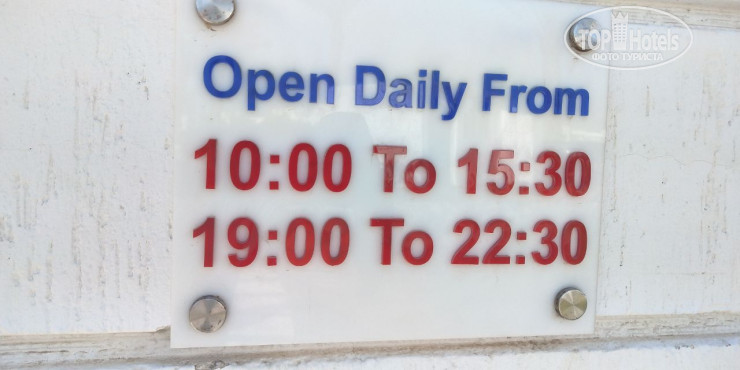 TOP Hotels
ФОТО ТУРИСТА
Open Daily From
10:00 To 15:30
19:00 To 22:30